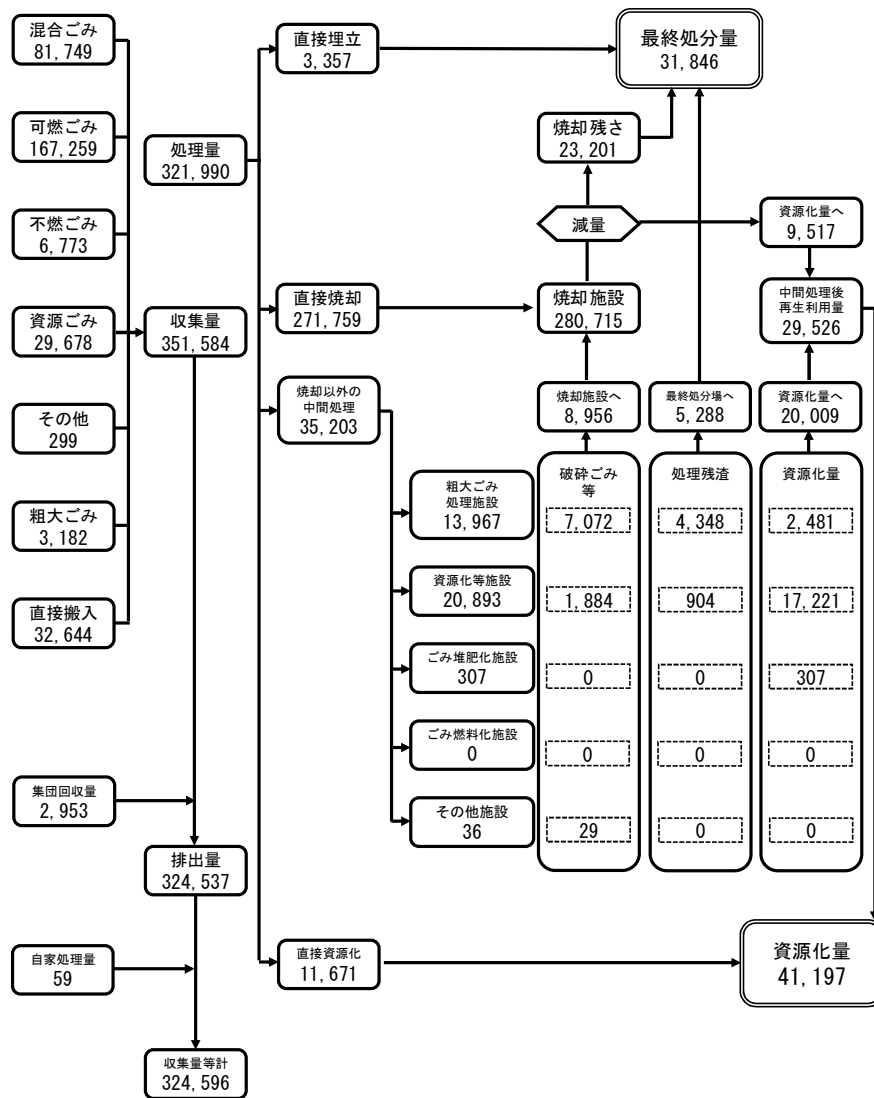 混合ごみ
81,749
可燃ごみ
167,259
不燃ごみ
6,773
資源ごみ
29,678
その他
299
粗大ごみ
3,182
直接搬入
32,644
集団回収量
2,953
自家処理量
59
処理量
321,990
収集量
351,584
排出量
324,537
収集量等計
324,596
直接埋立
3,357
直接焼却
271,759
焼却以外の
中間処理
35,203
直接資源化
11,671
粗大ごみ
処理施設
13,967
資源化等施設
20,893
ごみ堆肥化施設
307
ごみ燃料化施設
0
その他施設
36
最終処分量
31,846
焼却残さ
23,201
減量
焼却施設
280,715
焼却施設へ
8,956
破砕ごみ
等
7,072
1,884
0
0
29
最終処分場へ
5,288
処理残渣
4,348
904
0
0
0
資源化量へ
9,517
中間処理後
再生利用量
29,526
資源化量へ
20,009
資源化量
2,481
17,221
307
0
0
資源化量
41,197